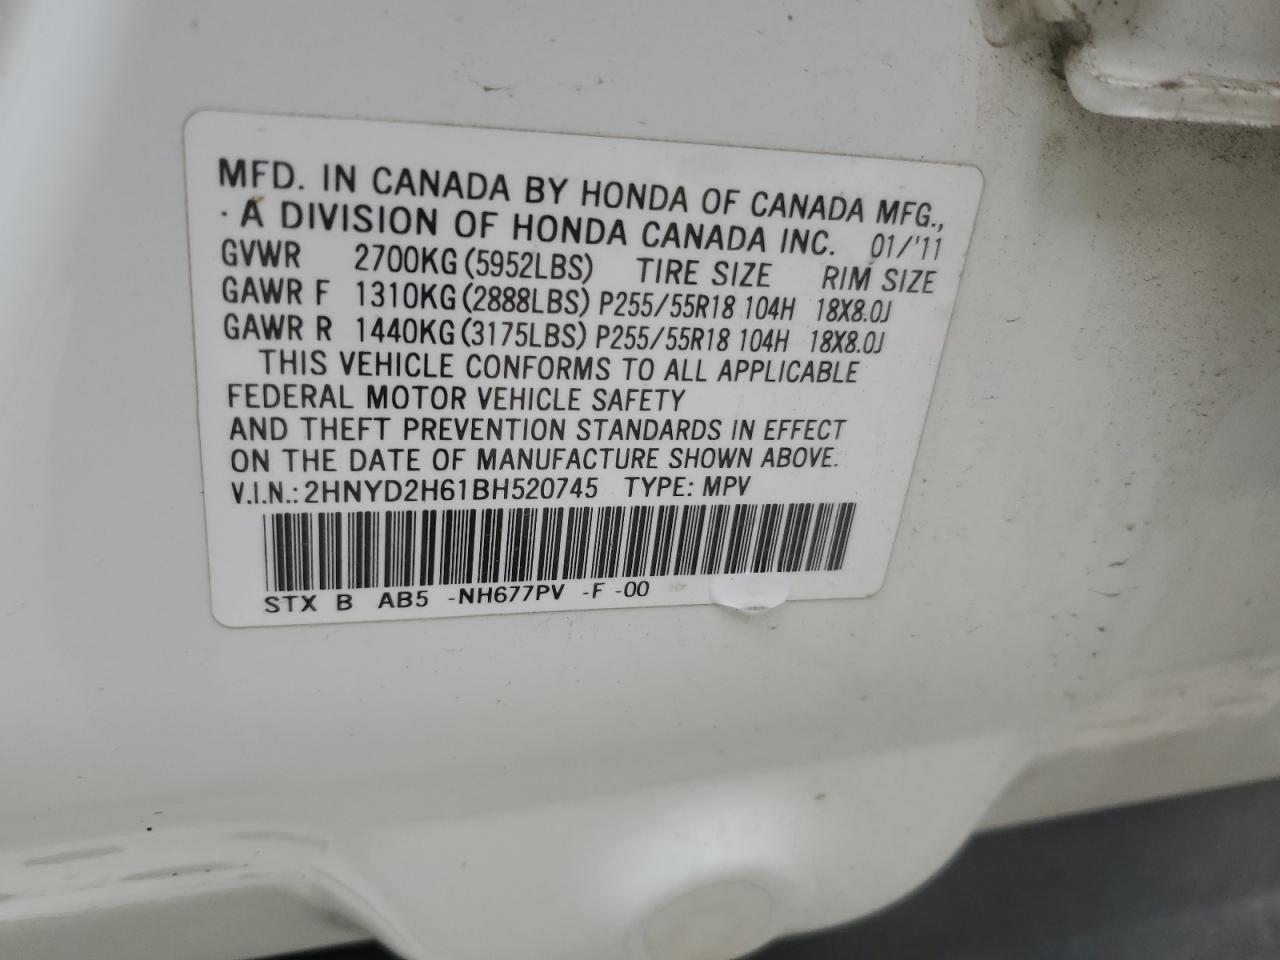 MFD. IN CANADA BY HONDA OF CANADA MFG.,
· A DIVISION OF HONDA CANADA INC. 01/'11
GVWR 2700KG (5952LBS) TIRE SIZE RIM SIZE
GAWR F 1310KG (2888LBS) P255/55R18 104H 18X8.0J
GAWR R 1440KG (3175LBS) P255/55R18 104H 18X8.0J
THIS VEHICLE CONFORMS TO ALL APPLICABLE
FEDERAL MOTOR VEHICLE SAFETY
AND THEFT PREVENTION STANDARDS IN EFFECT
ON THE DATE OF MANUFACTURE SHOWN ABOVE.
V.I.N.: 2HNYD2H61BH520745 TYPE: MPV
STX B AB5 -NH677PV -F -00